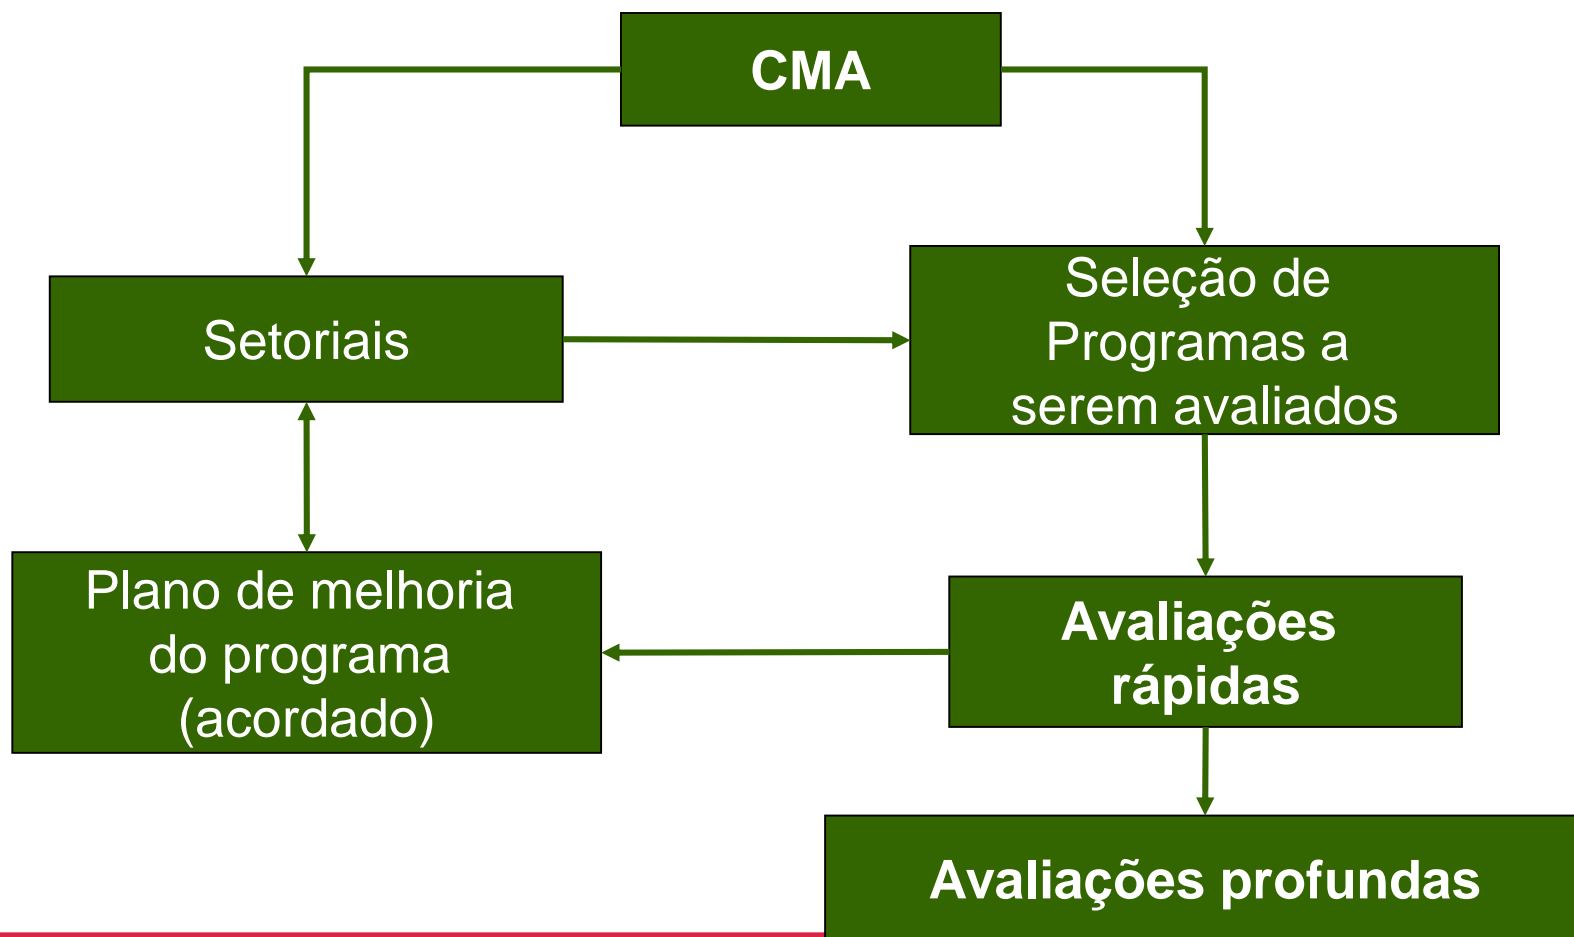 CMA
Setoriais
Seleção de
Programas a
serem avaliados
Plano de melhoria
do programa
(acordado)
Avaliações
rápidas
Avaliações profundas